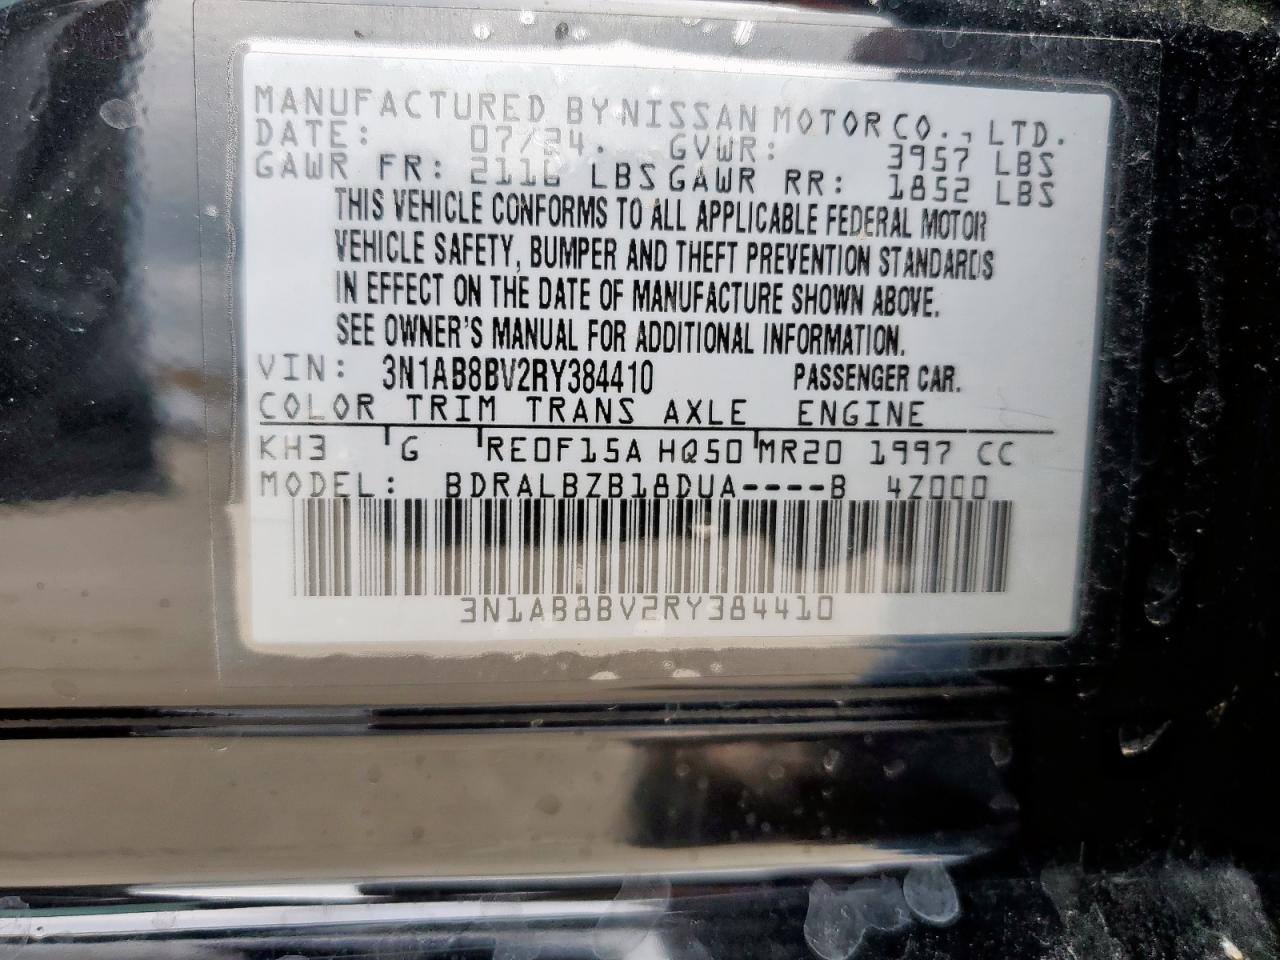 MANUFACTURED BY NISSAN MOTOR CO., LTD.
DATE: 07/24. GVWR: 3957 LBS
GAWR FR: 2116 LBS GAWR RR: 1852 LBS
THIS VEHICLE CONFORMS TO ALL APPLICABLE FEDERAL MOTOR
VEHICLE SAFETY, BUMPER AND THEFT PREVENTION STANDARDS
IN EFFECT ON THE DATE OF MANUFACTURE SHOWN ABOVE.
SEE OWNER'S MANUAL FOR ADDITIONAL INFORMATION.
VIN: 3N1AB8BV2RY384410 PASSENGER CAR.
COLOR TRIM TRANS AXLE ENGINE
KH3 G RE0F15A HQ50 MR20 1997 CC
MODEL: BDRALBZB18DUA----B 4Z000
3N1AB8BV2RY384410